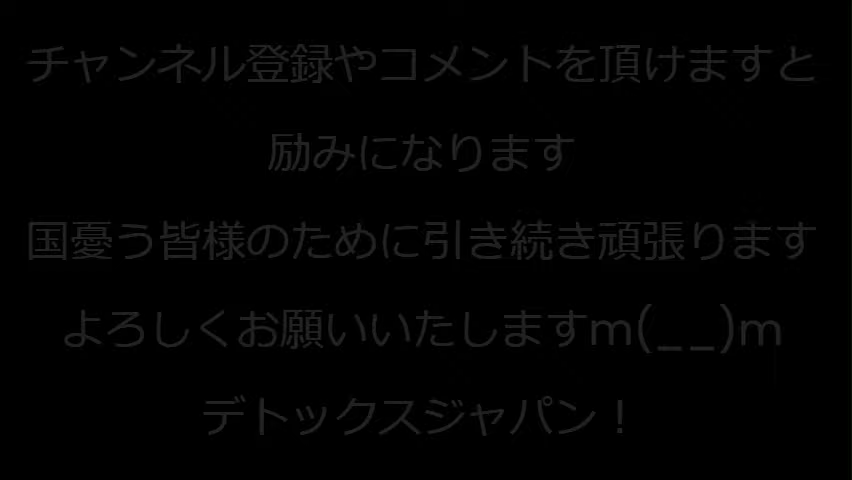 チャンネル登録やコメントを頂けますと
励みになります
国憂う皆様のために引き続き頑張ります
よろしくお願いいたしますm(_ _)m
デトックスジャパン！